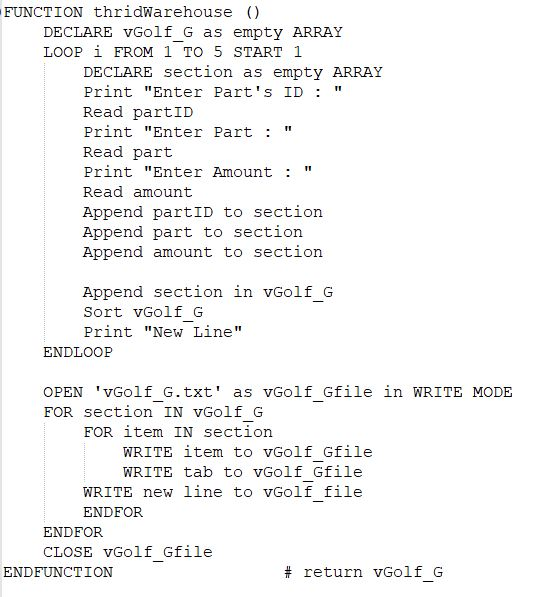 FUNCTION thridWarehouse ()
DECLARE vGolf_G as empty ARRAY
LOOP i FROM 1 TO 5 START 1
DECLARE section as empty ARRAY
Print "Enter Part's ID : "
Read partID
Print "Enter Part : "
Read part
Print "Enter Amount : "
Read amount
Append partID to section
Append part to section
Append amount to section
Append section in vGolf_G
Sort vGolf_G
Print "New Line"
ENDLOOP
OPEN 'vGolf_G.txt' as vGolf_Gfile in WRITE MODE
FOR section IN vGolf_G
FOR item IN section
WRITE item to vGolf_Gfile
WRITE tab to vGolf_Gfile
WRITE new line to vGolf_file
ENDFOR
ENDFOR
CLOSE vGolf_Gfile
ENDFUNCTION # return vGolf_G